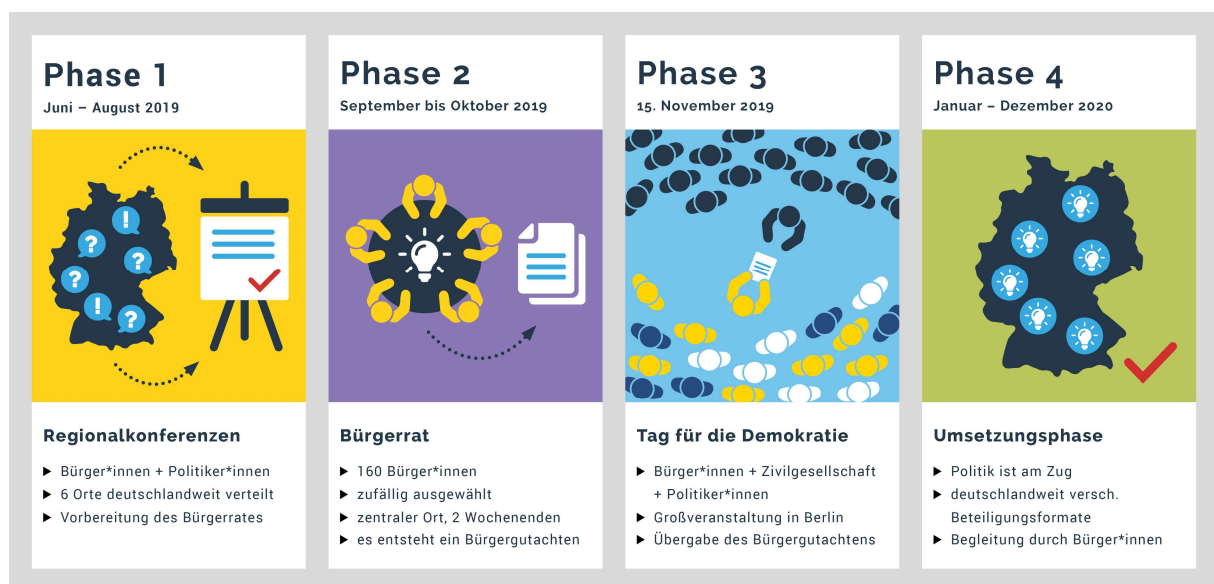 Phase 1
Juni – August 2019
! 
?
?
?
!
?
Regionalkonferenzen
► Bürger*innen + Politiker*innen
► 6 Orte deutschlandweit verteilt
► Vorbereitung des Bürgerrates
Phase 2
September bis Oktober 2019
Bürgerrat
► 160 Bürger*innen
► zufällig ausgewählt
► zentraler Ort, 2 Wochenenden
► es entsteht ein Bürgergutachten
Phase 3
15. November 2019
Tag für die Demokratie
► Bürger*innen + Zivilgesellschaft
+ Politiker*innen
► Großveranstaltung in Berlin
► Übergabe des Bürgergutachtens
Phase 4
Januar – Dezember 2020
Umsetzungsphase
► Politik ist am Zug
► deutschlandweit versch.
Beteiligungsformate
► Begleitung durch Bürger*innen